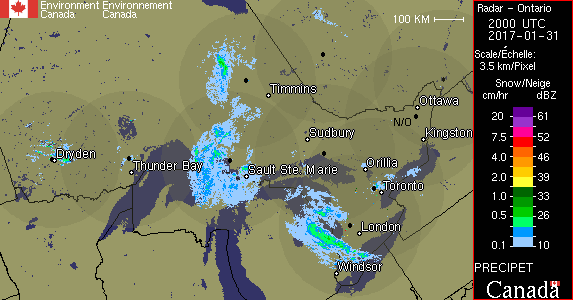 Environment Environnement
Canada Canada
100 KM
Timmins
Ottawa
N/O
Sudbury
Kingston
Dryden
Thunder Bay
Sault Ste. Marie
Orillia
Toronto
London
Windsor
Radar - Ontario
2000 UTC
2017-01-31
Scale/Échelle:
3.5 km/Pixel
Snow/Neige
cm/hr dBZ
20 61
7.5 52
4.0 46
2.0 39
1.0 33
0.5 26
0.1 10
PRECIPET
Canada